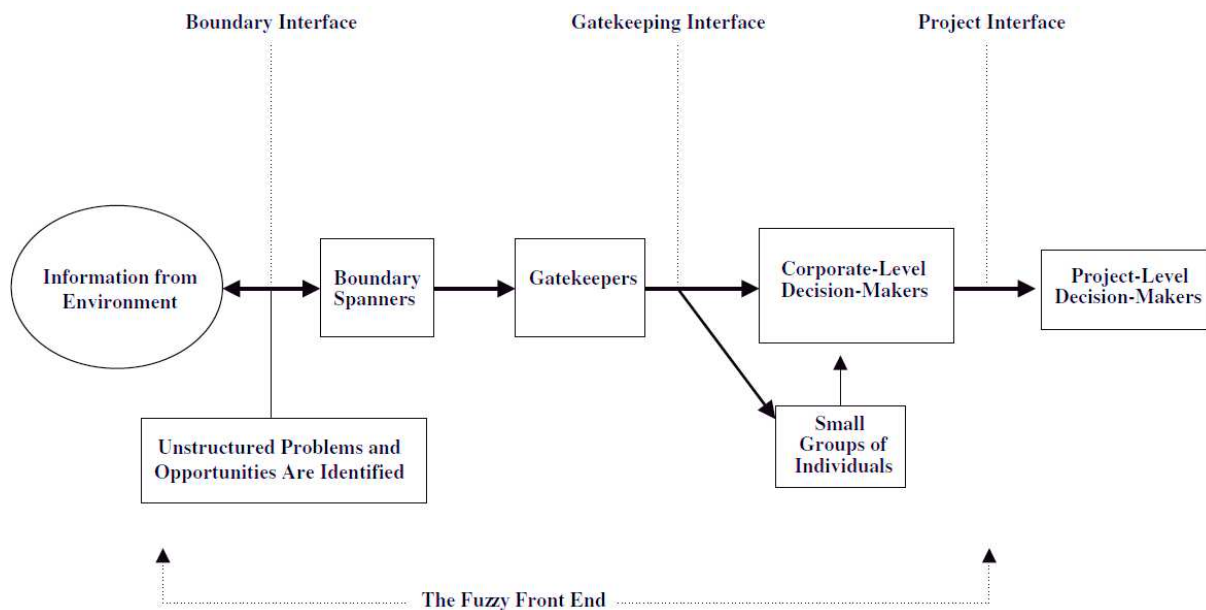 Boundary Interface
Gatekeeping Interface
Project Interface
Information from
Environment
Boundary
Spanners
Gatekeepers
Corporate-Level
Decision-Makers
Project-Level
Decision-Makers
Unstructured Problems and
Opportunities Are Identified
Small
Groups of
Individuals
The Fuzzy Front End